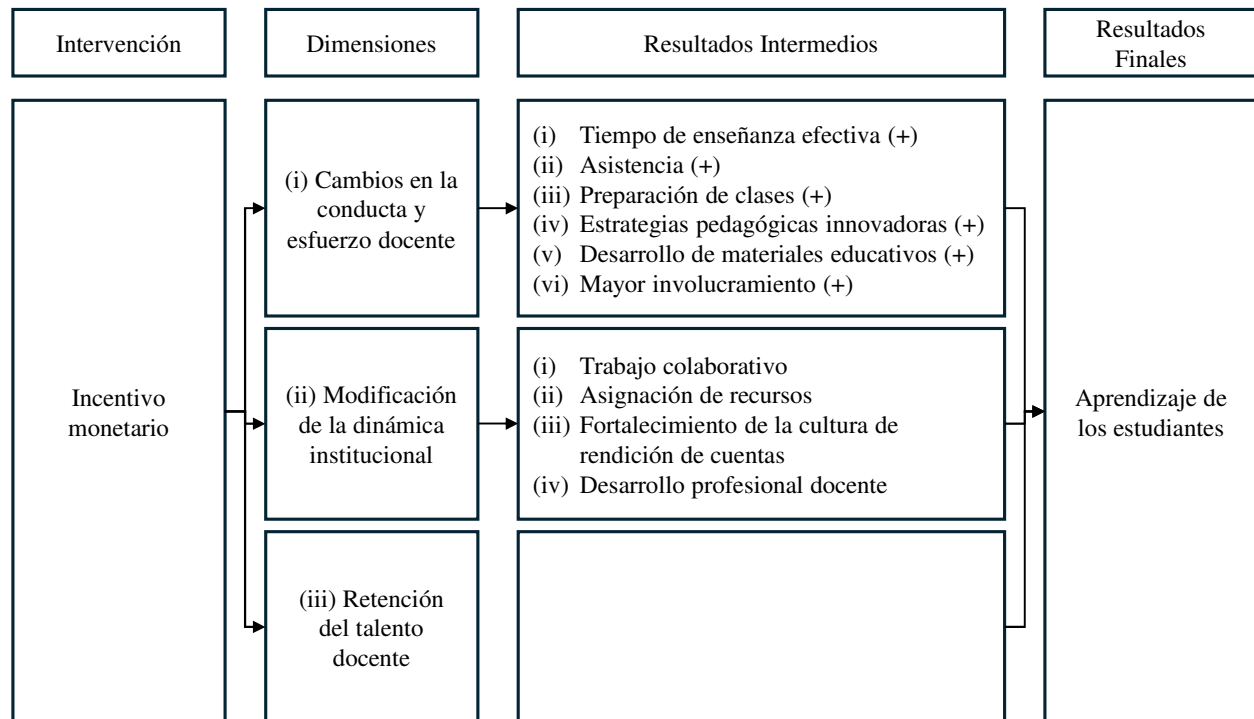 Intervención
Dimensiones
Resultados Intermedios
Resultados
Finales
Incentivo
monetario
(i) Cambios en la
conducta y
esfuerzo docente
(i) Tiempo de enseñanza efectiva (+)
(ii) Asistencia (+)
(iii) Preparación de clases (+)
(iv) Estrategias pedagógicas innovadoras (+)
(v) Desarrollo de materiales educativos (+)
(vi) Mayor involucramiento (+)
(ii) Modificación
de la dinámica
institucional
(i) Trabajo colaborativo
(ii) Asignación de recursos
(iii) Fortalecimiento de la cultura de
rendición de cuentas
(iv) Desarrollo profesional docente
(iii) Retención
del talento
docente
Aprendizaje de
los estudiantes